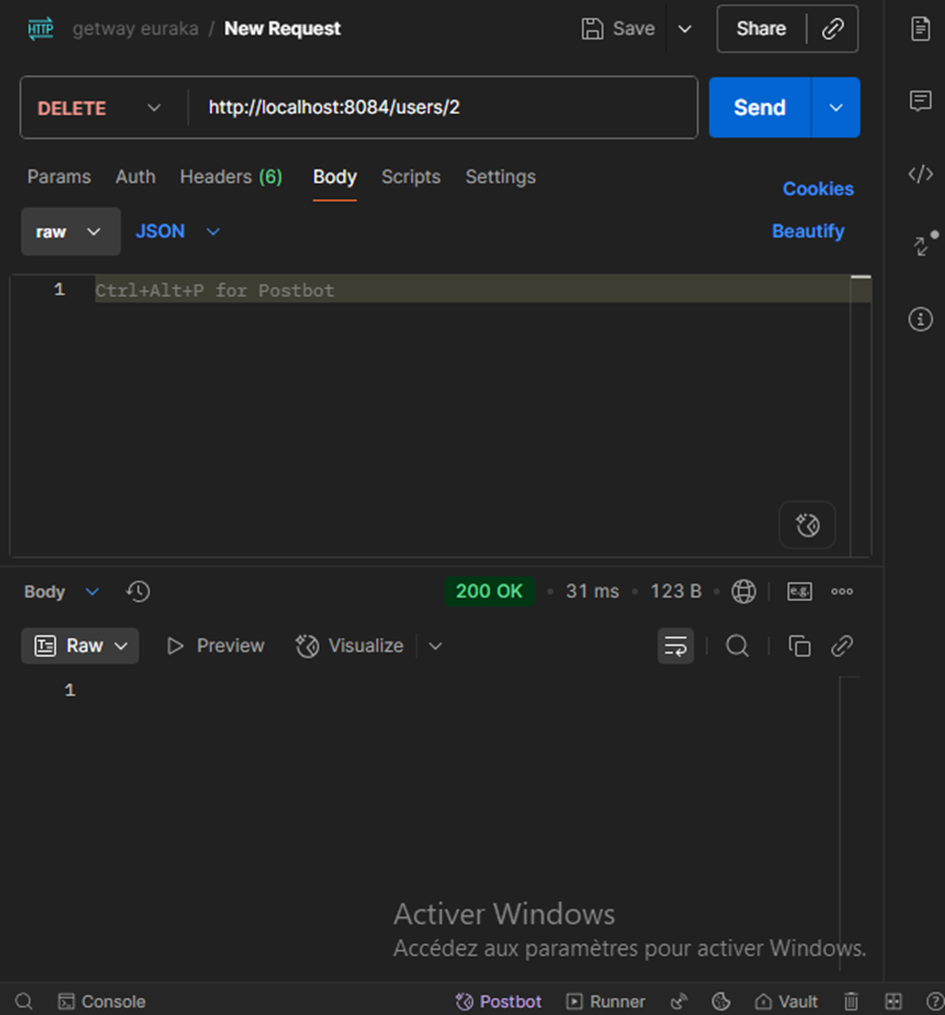 HTTP getway euraka / New Request Save Share
DELETE http://localhost:8084/users/2 Send
Params Auth Headers (6) Body Scripts Settings Cookies
raw JSON Beautify
1 Ctrl+Alt+P for Postbot
Body 200 OK • 31 ms • 123 B • e.g.
Raw Preview Visualize
1
Activer Windows
Accédez aux paramètres pour activer Windows.
Console Postbot Runner Vault